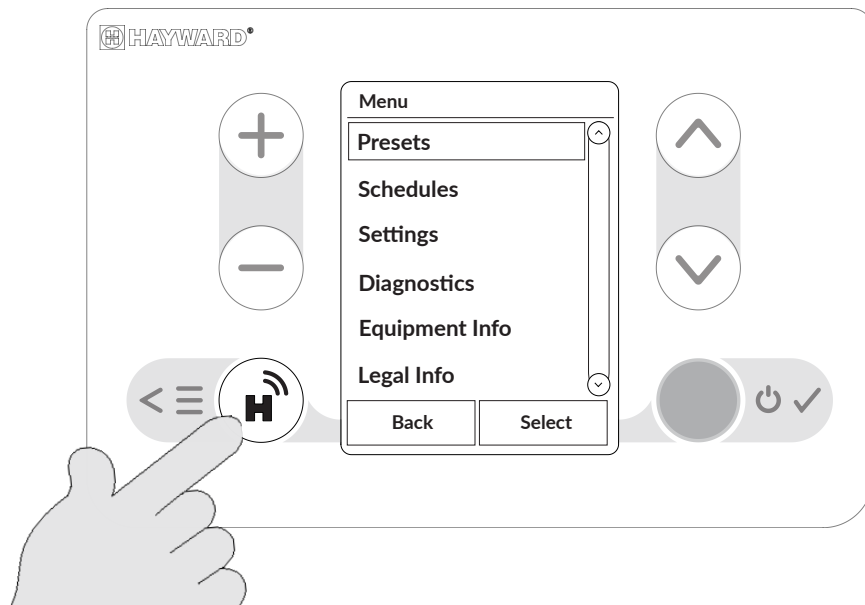 HAYWARD®
Menu
Presets
Schedules
Settings
Diagnostics
Equipment Info
Legal Info
Back Select
H